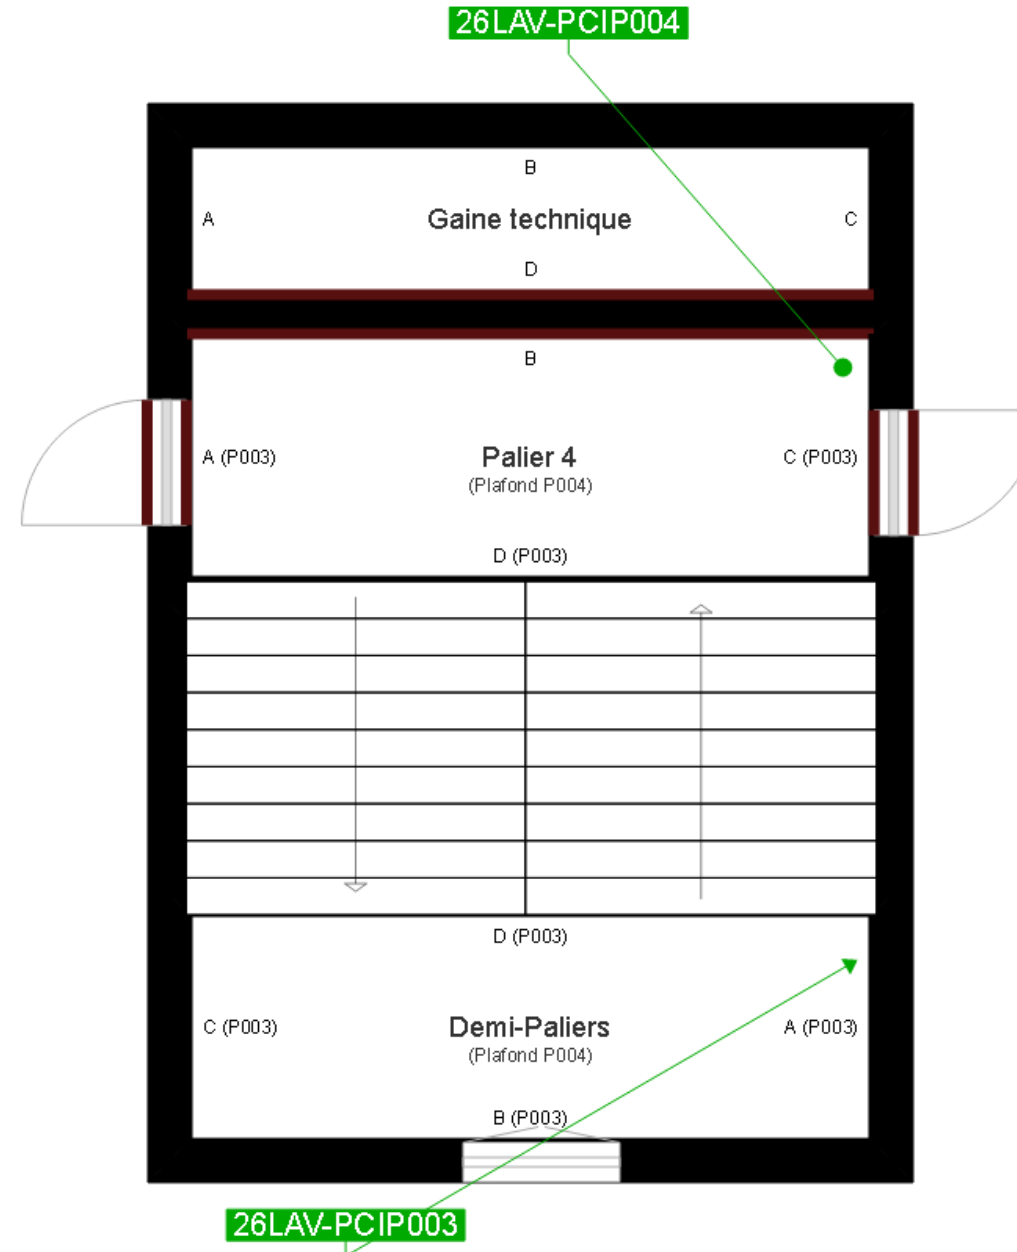 26LAV-PCIP004
B
A
Gaine technique
C
D
B
A (P003)
Palier 4
C (P003)
(Plafond P004)
D (P003)
D (P003)
C (P003)
Demi-Paliers
A (P003)
(Plafond P004)
B (P003)
26LAV-PCIP003